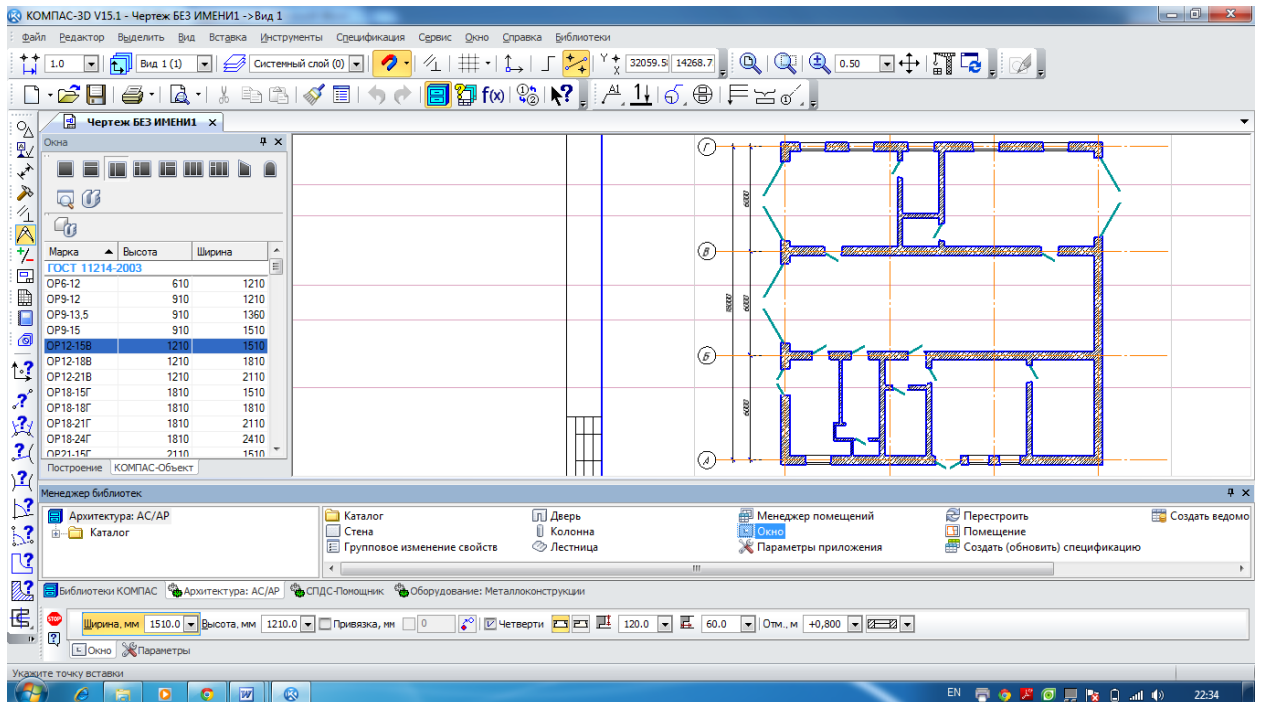 КОМПАС-3D V15.1 - Чертеж БЕЗ ИМЕНИ1 ->Вид 1
Файл Редактор Выделить Вид Вставка Инструменты Спецификация Сервис Окно Справка Библиотеки
1.0 Вид 1 (1) Системный слой (0) Y X 32059.5 14268.7 0.50
f(x)
Чертеж БЕЗ ИМЕНИ1
Окна
Марка Высота Ширина
ГОСТ 11214-2003
ОР6-12 610 1210
ОР9-12 910 1210
ОР9-13,5 910 1360
ОР9-15 910 1510
ОР12-15В 1210 1510
ОР12-18В 1210 1810
ОР12-21В 1210 2110
ОР18-15Г 1810 1510
ОР18-18Г 1810 1810
ОР18-21Г 1810 2110
ОР18-24Г 1810 2410
ОР21-15Г 2110 1510
Построение КОМПАС-Объект
Г
6000
В
18000
6000
Б
6000
А
Менеджер библиотек
Архитектура: АС/АР
Каталог
Каталог Дверь Менеджер помещений Перестроить Создать ведомо
Стена Колонна Окно Помещение
Групповое изменение свойств Лестница Параметры приложения Создать (обновить) спецификацию
Библиотеки КОМПАС Архитектура: АС/АР СПДС-Помощник Оборудование: Металлоконструкции
Ширина, мм 1510.0 Высота, мм 1210.0 Привязка, мм 0 Четверти 120.0 60.0 Отм., м +0,800
Окно Параметры
Укажите точку вставки
EN 22:34